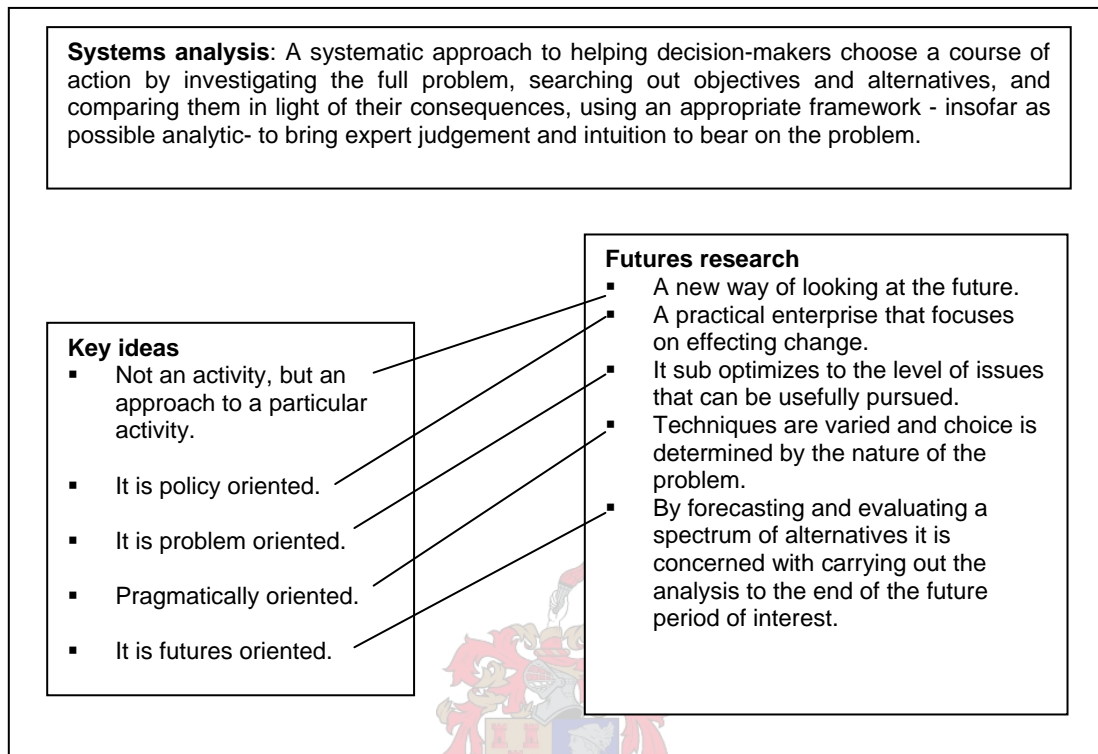 Systems analysis: A systematic approach to helping decision-makers choose a course of
action by investigating the full problem, searching out objectives and alternatives, and
comparing them in light of their consequences, using an appropriate framework - insofar as
possible analytic- to bring expert judgement and intuition to bear on the problem.
Key ideas
▪ Not an activity, but an
approach to a particular
activity.
▪ It is policy oriented.
▪ It is problem oriented.
▪ Pragmatically oriented.
▪ It is futures oriented.
Futures research
▪ A new way of looking at the future.
▪ A practical enterprise that focuses
on effecting change.
▪ It sub optimizes to the level of issues
that can be usefully pursued.
▪ Techniques are varied and choice is
determined by the nature of the
problem.
▪ By forecasting and evaluating a
spectrum of alternatives it is
concerned with carrying out the
analysis to the end of the future
period of interest.